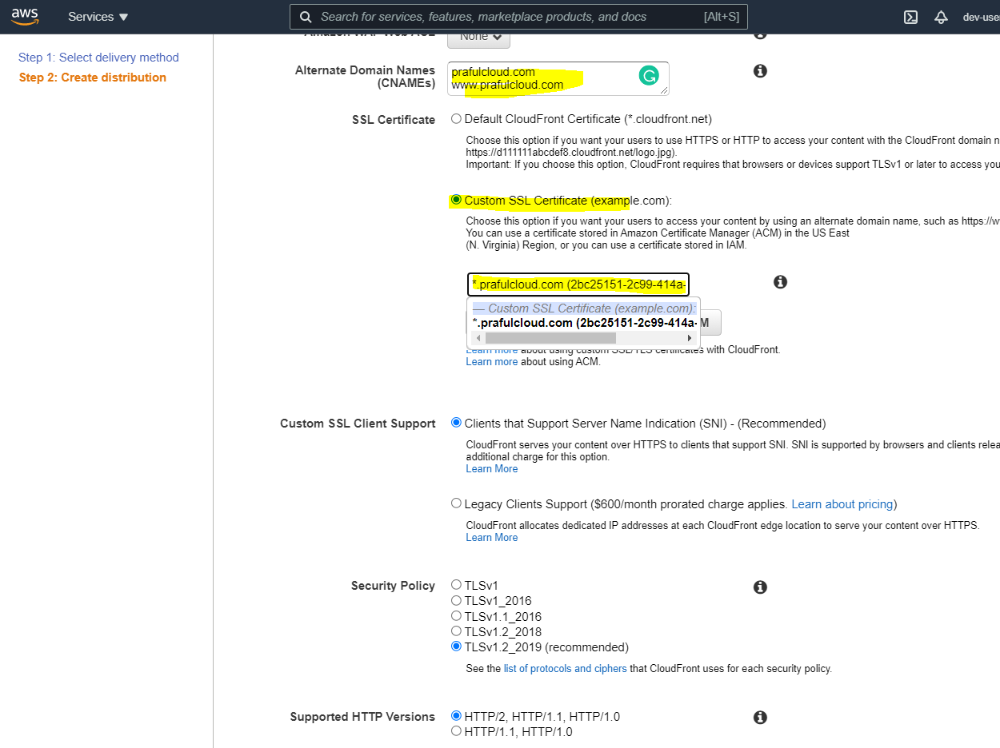 aws
Services ▼
Search for services, features, marketplace products, and docs [Alt+S]
dev-use
Step 1: Select delivery method
Step 2: Create distribution
Amazon WAF Web ACL
None
Alternate Domain Names
(CNAMEs)
prafulcloud.com
www.prafulcloud.com
SSL Certificate
Default CloudFront Certificate (*.cloudfront.net)
Choose this option if you want your users to use HTTPS or HTTP to access your content with the CloudFront domain n
https://d111111abcdef8.cloudfront.net/logo.jpg).
Important: If you choose this option, CloudFront requires that browsers or devices support TLSv1 or later to access you
Custom SSL Certificate (example.com):
Choose this option if you want your users to access your content by using an alternate domain name, such as https://w
You can use a certificate stored in Amazon Certificate Manager (ACM) in the US East
(N. Virginia) Region, or you can use a certificate stored in IAM.
*.prafulcloud.com (2bc25151-2c99-414a-
— Custom SSL Certificate (example.com):
*.prafulcloud.com (2bc25151-2c99-414a-
M
Learn more about using custom SSL/TLS certificates with CloudFront.
Learn more about using ACM.
Custom SSL Client Support
Clients that Support Server Name Indication (SNI) - (Recommended)
CloudFront serves your content over HTTPS to clients that support SNI. SNI is supported by browsers and clients relea
additional charge for this option.
Learn More
Legacy Clients Support ($600/month prorated charge applies. Learn about pricing)
CloudFront allocates dedicated IP addresses at each CloudFront edge location to serve your content over HTTPS.
Learn More
Security Policy
TLSv1
TLSv1_2016
TLSv1.1_2016
TLSv1.2_2018
TLSv1.2_2019 (recommended)
See the list of protocols and ciphers that CloudFront uses for each security policy.
Supported HTTP Versions
HTTP/2, HTTP/1.1, HTTP/1.0
HTTP/1.1, HTTP/1.0